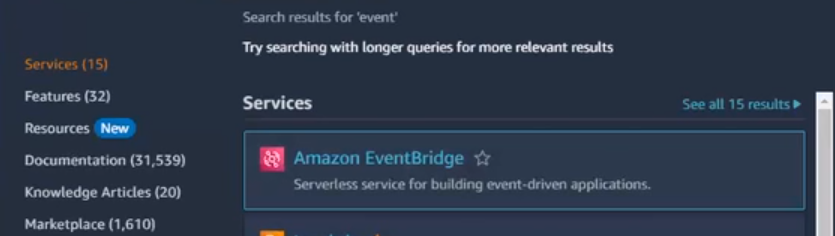 Search results for 'event'
Try searching with longer queries for more relevant results
Services (15)
Features (32)
Resources New
Documentation (31,539)
Knowledge Articles (20)
Marketplace (1,610)
Services
See all 15 results
Amazon EventBridge
Serverless service for building event-driven applications.